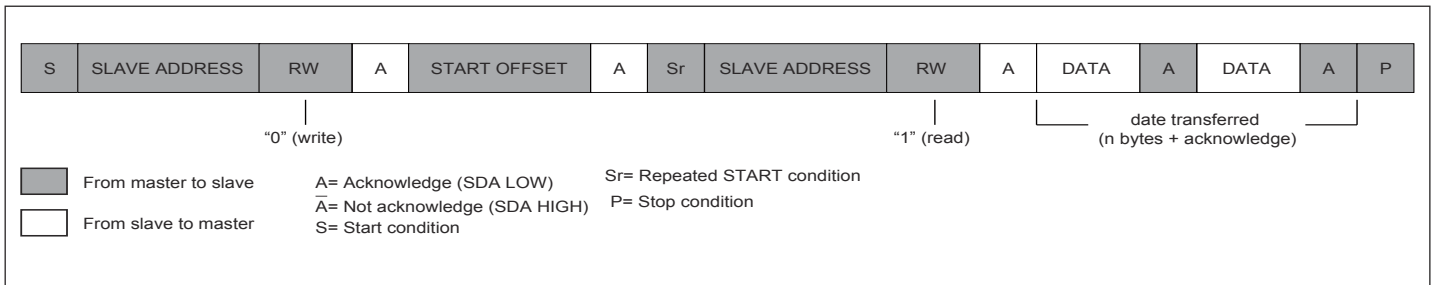 S SLAVE ADDRESS RW A START OFFSET A Sr SLAVE ADDRESS RW A DATA A DATA A P
“0” (write)
“1” (read)
date transferred
(n bytes + acknowledge)
From master to slave
From slave to master
A= Acknowledge (SDA LOW)
A̅= Not acknowledge (SDA HIGH)
S= Start condition
Sr= Repeated START condition
P= Stop condition